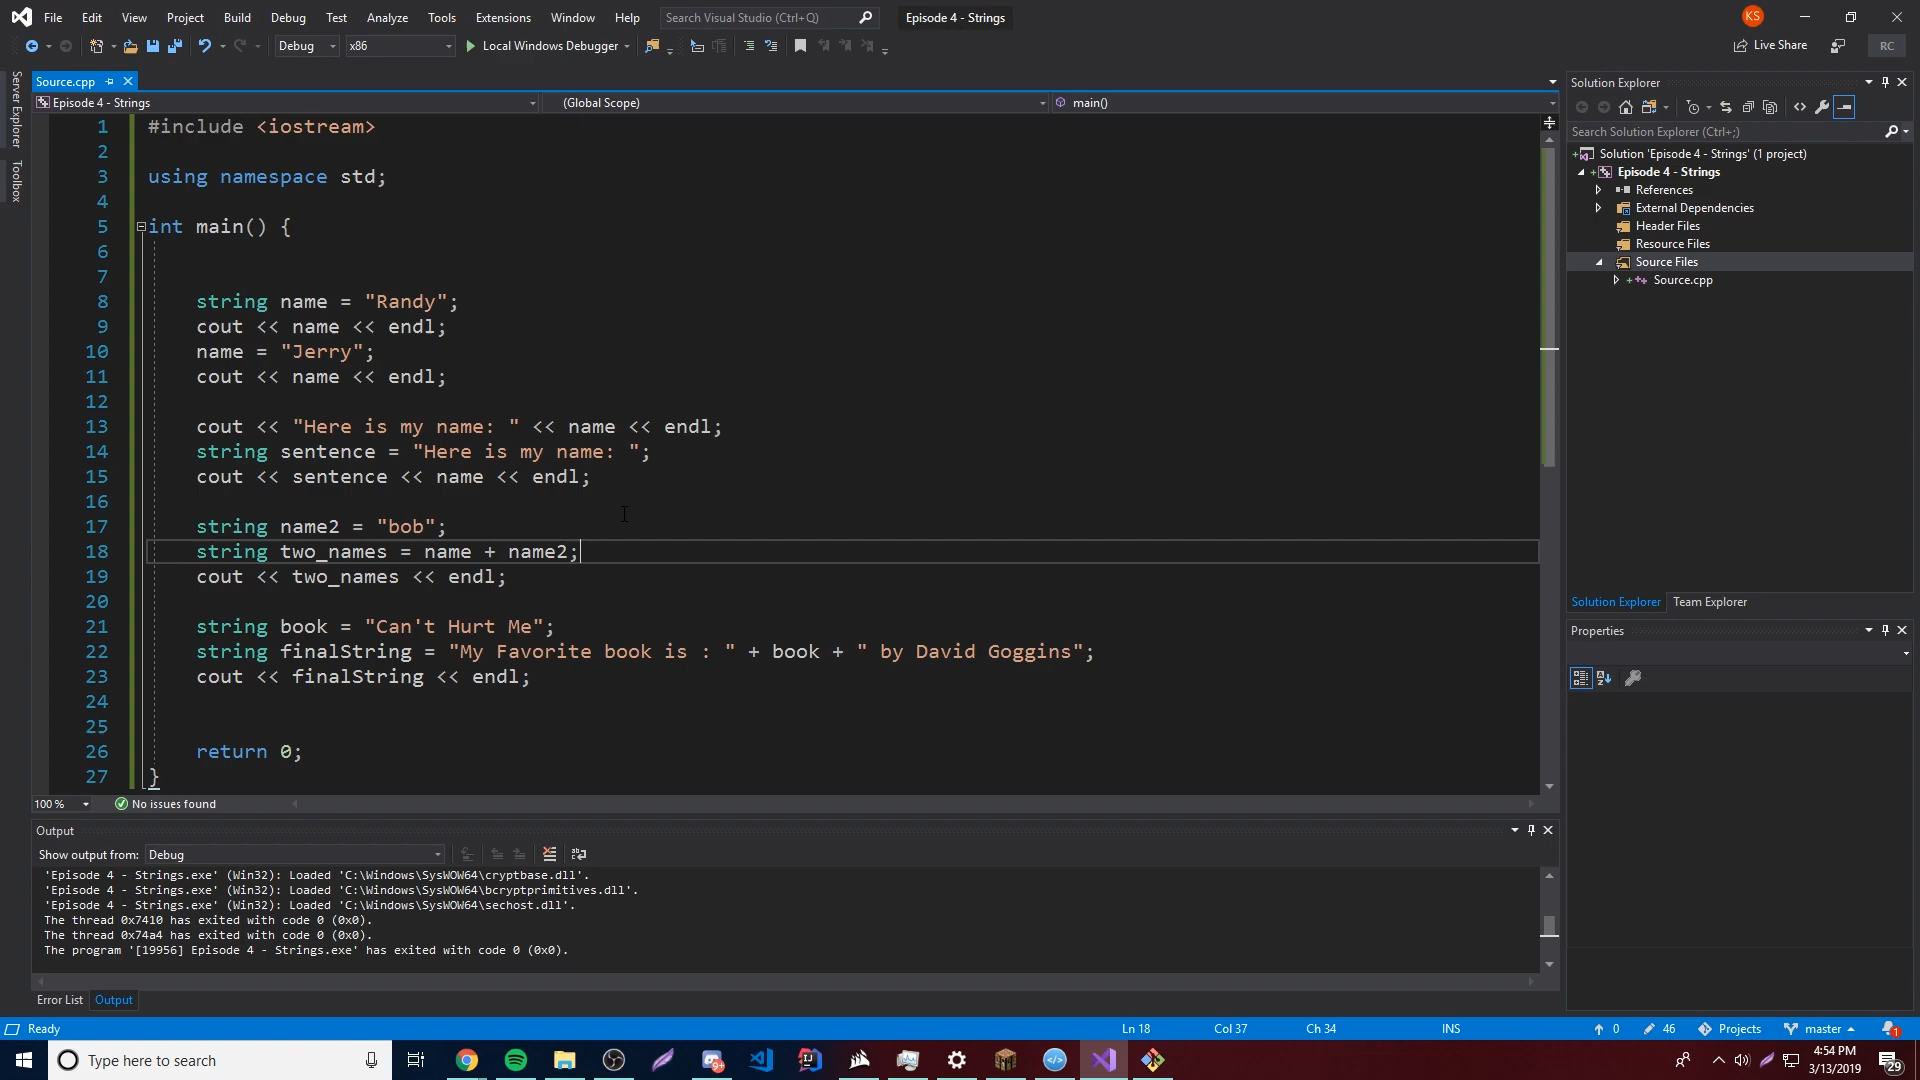 File Edit View Project Build Debug Test Analyze Tools Extensions Window Help Search Visual Studio (Ctrl+Q) Episode 4 - Strings KS
Debug x86 Local Windows Debugger Live Share RC
Server Explorer
Toolbox
Source.cpp
Episode 4 - Strings (Global Scope) main()
1 #include <iostream>
2
3 using namespace std;
4
5 int main() {
6
7
8 string name = "Randy";
9 cout << name << endl;
10 name = "Jerry";
11 cout << name << endl;
12
13 cout << "Here is my name: " << name << endl;
14 string sentence = "Here is my name: ";
15 cout << sentence << name << endl;
16
17 string name2 = "bob";
18 string two_names = name + name2;
19 cout << two_names << endl;
20
21 string book = "Can't Hurt Me";
22 string finalString = "My Favorite book is : " + book + " by David Goggins";
23 cout << finalString << endl;
24
25
26 return 0;
27 }
100 % No issues found
Output
Show output from: Debug
'Episode 4 - Strings.exe' (Win32): Loaded 'C:\Windows\SysWOW64\cryptbase.dll'.
'Episode 4 - Strings.exe' (Win32): Loaded 'C:\Windows\SysWOW64\bcryptprimitives.dll'.
'Episode 4 - Strings.exe' (Win32): Loaded 'C:\Windows\SysWOW64\sechost.dll'.
The thread 0x7410 has exited with code 0 (0x0).
The thread 0x74a4 has exited with code 0 (0x0).
The program '[19956] Episode 4 - Strings.exe' has exited with code 0 (0x0).
Error List Output
Solution Explorer
Search Solution Explorer (Ctrl+;)
Solution 'Episode 4 - Strings' (1 project)
Episode 4 - Strings
References
External Dependencies
Header Files
Resource Files
Source Files
Source.cpp
Solution Explorer Team Explorer
Properties
Ready Ln 18 Col 37 Ch 34 INS 0 46 Projects master 1
Type here to search 9+ 4:54 PM
3/13/2019 29